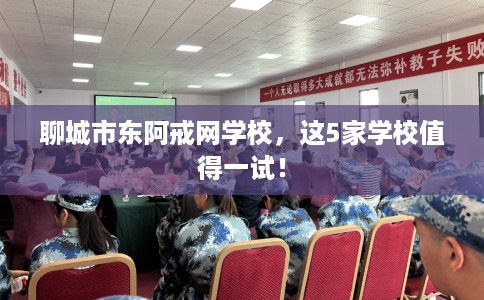 一个人无论取得多大成就都无法弥补教子失败
聊城市东阿戒网学校，这5家学校值
得一试！